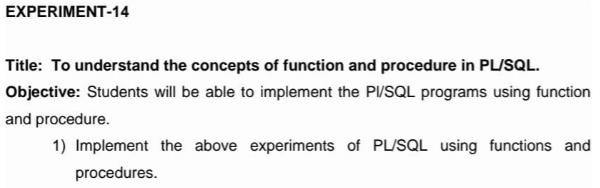 EXPERIMENT-14
Title: To understand the concepts of function and procedure in PL/SQL.
Objective: Students will be able to implement the Pl/SQL programs using function
and procedure.
1) Implement the above experiments of PL/SQL using functions and
procedures.